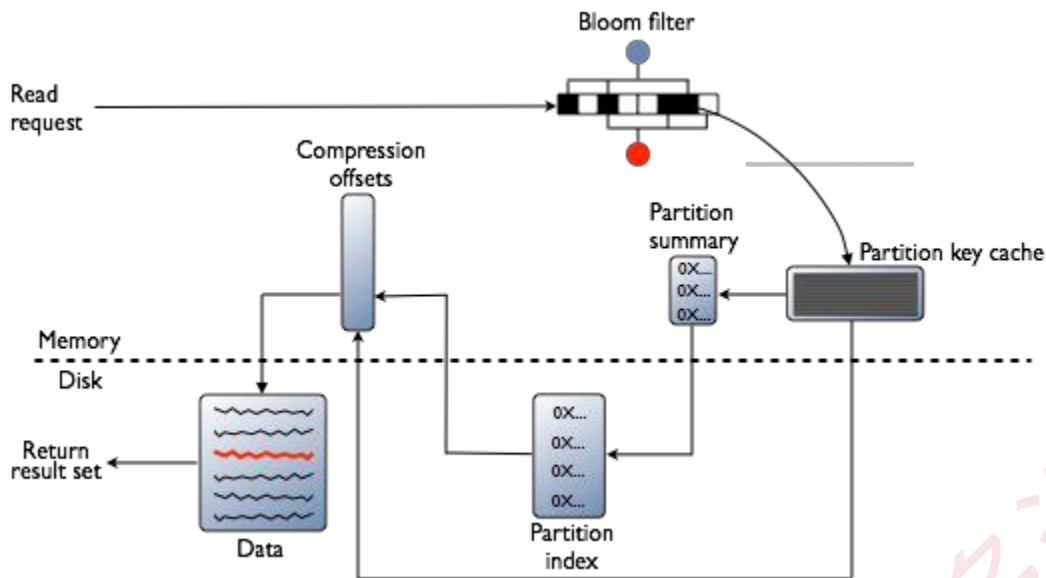 Bloom filter
Read
request
Compression
offsets
Partition
summary
Partition key cache
0X...
0X...
0X...
Memory
Disk
0X...
0X...
0X...
0X...
Return
result set
Data
Partition
index